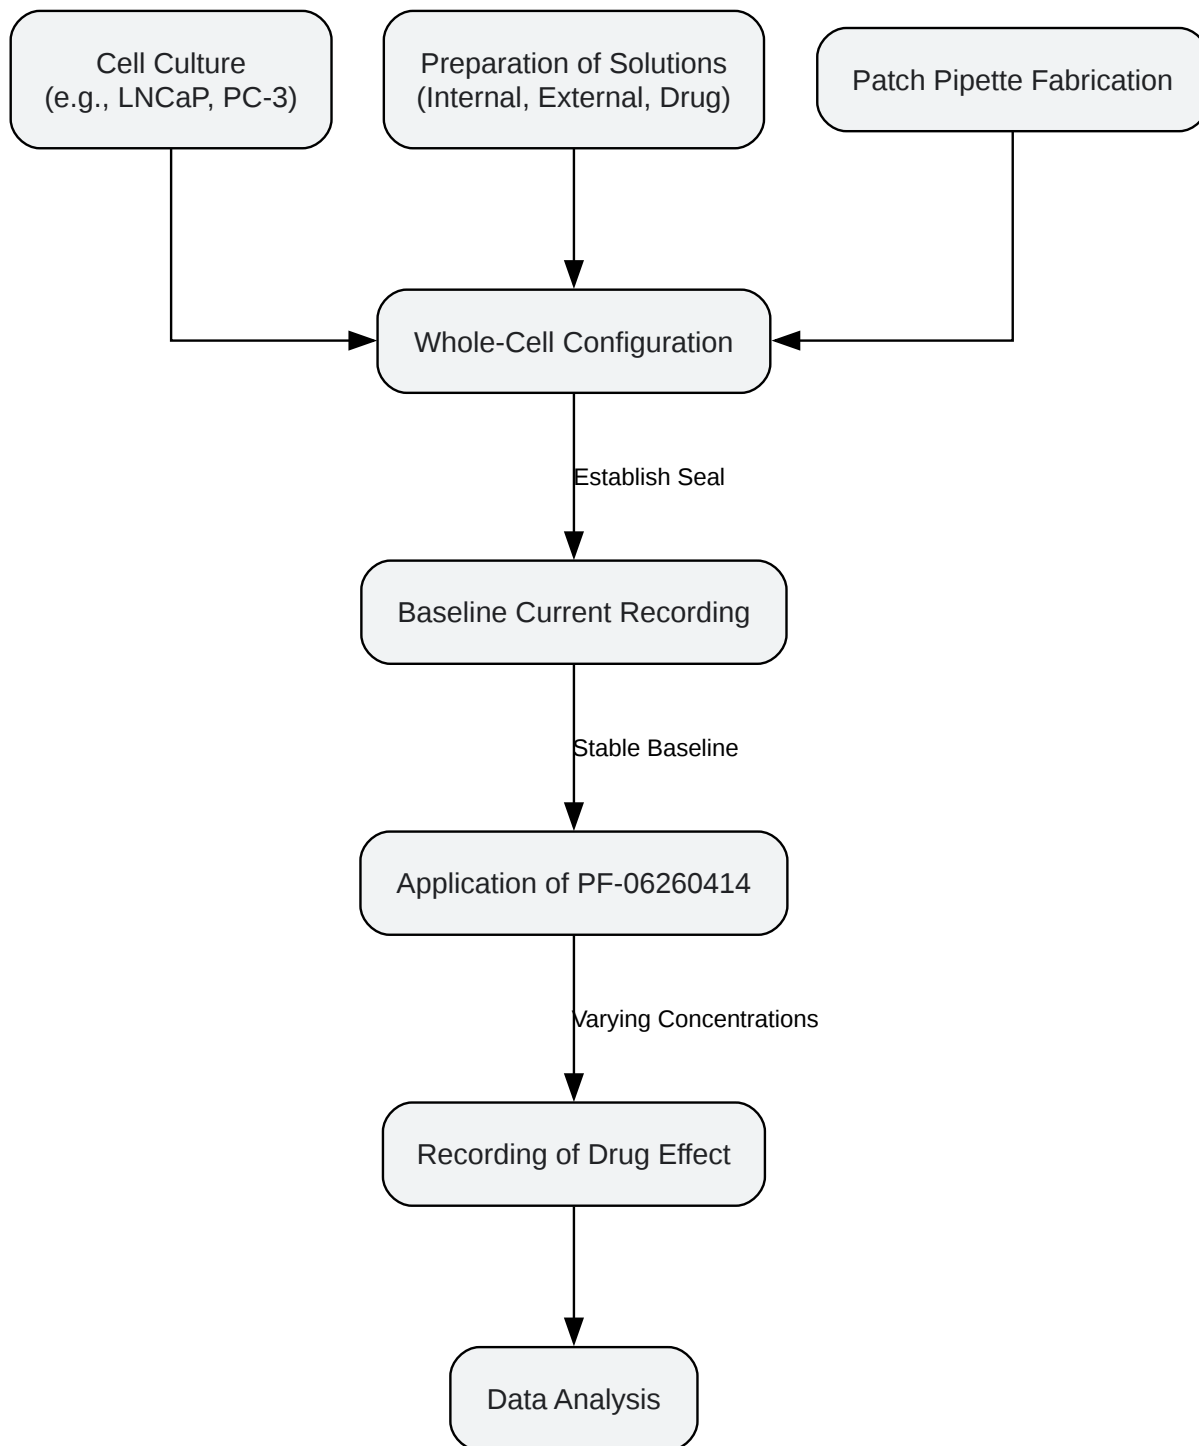 Cell Culture
(e.g., LNCaP, PC-3)
Preparation of Solutions
(Internal, External, Drug)
Patch Pipette Fabrication
Whole-Cell Configuration
Establish Seal
Baseline Current Recording
Stable Baseline
Application of PF-06260414
Varying Concentrations
Recording of Drug Effect
Data Analysis